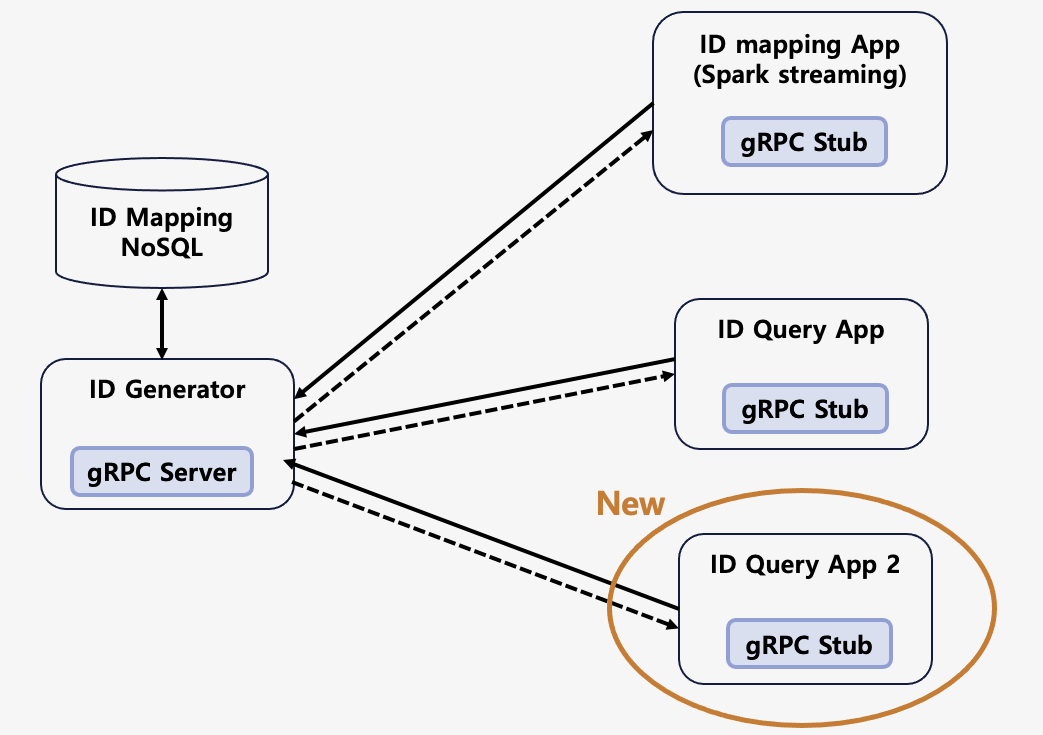 ID mapping App
(Spark streaming)
gRPC Stub
ID Mapping
NoSQL
ID Generator
gRPC Server
ID Query App
gRPC Stub
New
ID Query App 2
gRPC Stub